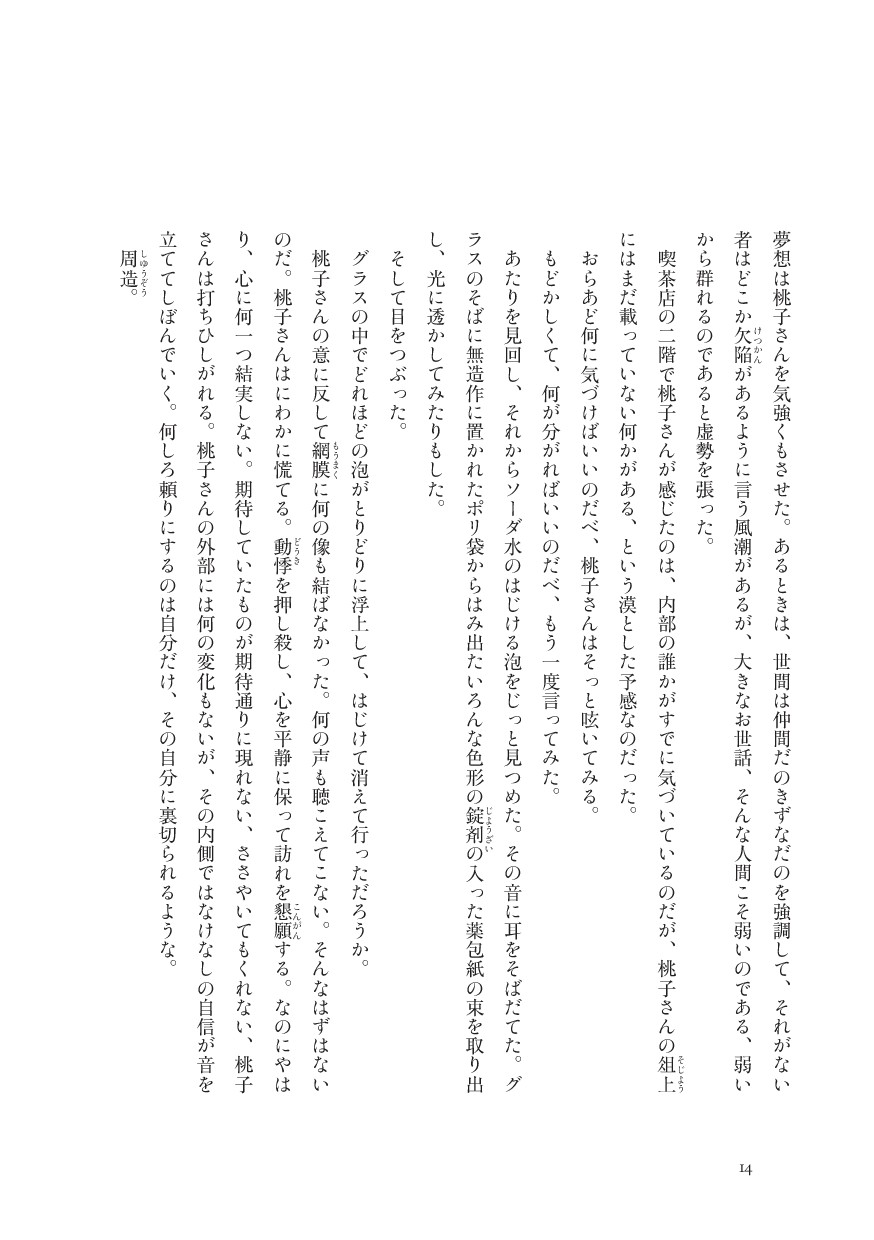 夢想は桃子さんを気強くもさせた。あるときは、世間は仲間だのきずなだのを強調して、それがない
者はどこか欠陥があるように言う風潮があるが、大きなお世話、そんな人間こそ弱いのである、弱い
から群れるのであると虚勢を張った。
喫茶店の二階で桃子さんが感じたのは、内部の誰かがすでに気づいているのだが、桃子さんの俎上
にはまだ載っていない何かがある、という漠とした予感なのだった。
おらあど何に気づけばいいのだべ、桃子さんはそっと呟いてみる。
もどかしくて、何が分がればいいのだべ、もう一度言ってみた。
あたりを見回し、それからソーダ水のはじける泡をじっと見つめた。その音に耳をそばだてた。グ
ラスのそばに無造作に置かれたポリ袋からはみ出たいろんな色形の錠剤の入った薬包紙の束を取り出
し、光に透かしてみたりもした。
そして目をつぶった。
グラスの中でどれほどの泡がとりどりに浮上して、はじけて消えて行っただろうか。
桃子さんの意に反して網膜に何の像も結ばなかった。何の声も聴こえてこない。そんなはずはない
のだ。桃子さんはにわかに慌てる。動悸を押し殺し、心を平静に保って訪れを懇願する。なのにやは
り、心に何一つ結実しない。期待していたものが期待通りに現れない、ささやいてもくれない、桃子
さんは打ちひしがれる。桃子さんの外部には何の変化もないが、その内側ではなけなしの自信が音を
立ててしぼんでいく。何しろ頼りにするのは自分だけ、その自分に裏切られるような。
周造。
けつかん
そじょう
じょうざい
もうまく
どうき
こんがん
しゆうぞう
14